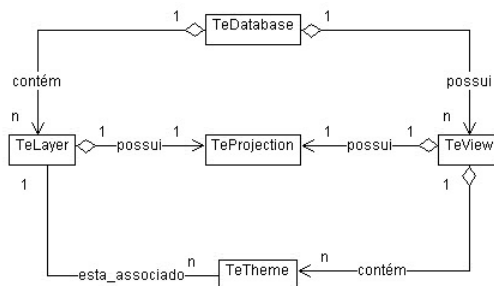 1 TeDatabase 1
contém possui
n n
1 1 1 1
TeLayer possui TeProjection possui TeView
1 1
n n
esta_associado TeTheme contém